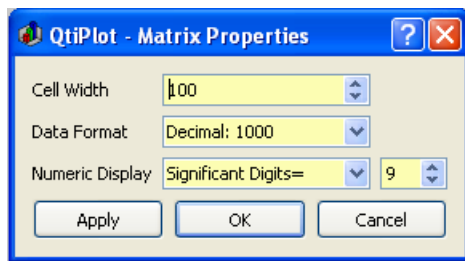 QtiPlot - Matrix Properties
Cell Width 100
Data Format Decimal: 1000
Numeric Display Significant Digits= 9
Apply OK Cancel